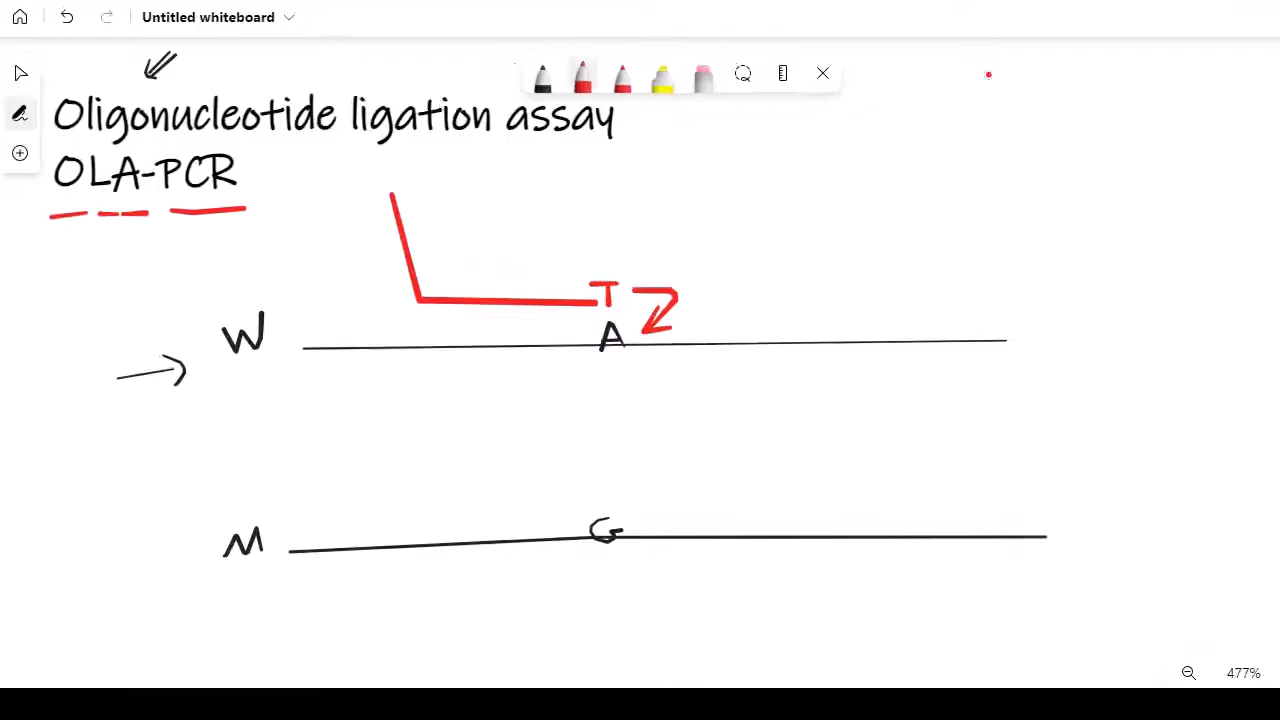 Untitled whiteboard
Oligonucleotide ligation assay
OLA-PCR
T
A
W
G
M
477%